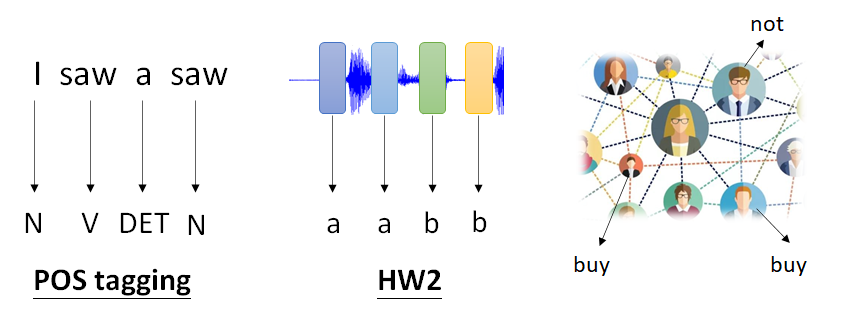 I saw a saw
N V DET N
POS tagging
a a b b
HW2
not
buy
buy